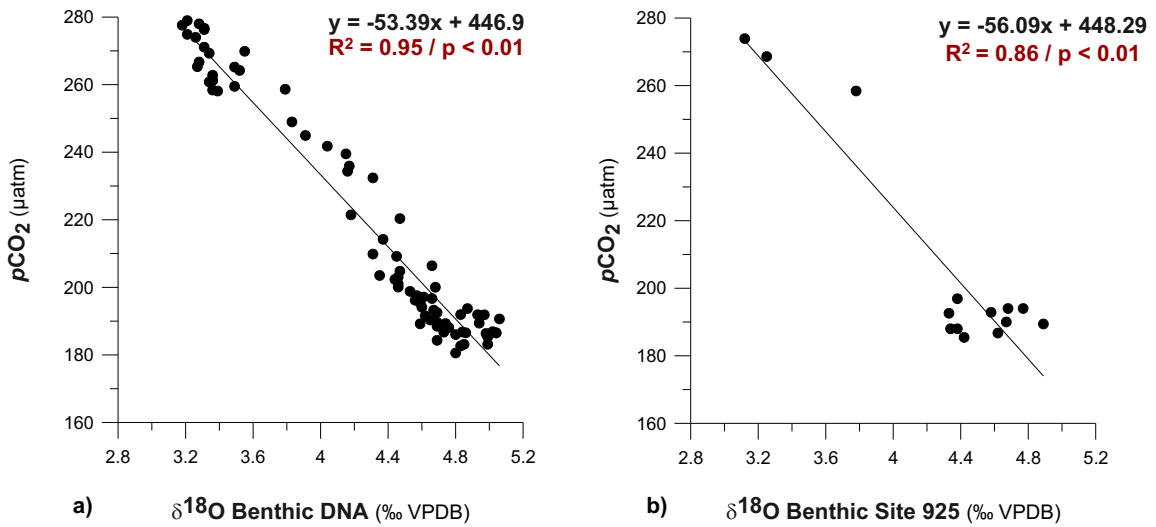 y = -53.39x + 446.9
R² = 0.95 / p < 0.01
280
260
240
220
200
180
160
pCO₂ (µatm)
2.8 3.2 3.6 4 4.4 4.8 5.2
a) δ¹⁸O Benthic DNA (‰ VPDB)
y = -56.09x + 448.29
R² = 0.86 / p < 0.01
280
260
240
220
200
180
160
pCO₂ (µatm)
2.8 3.2 3.6 4 4.4 4.8 5.2
b) δ¹⁸O Benthic Site 925 (‰ VPDB)